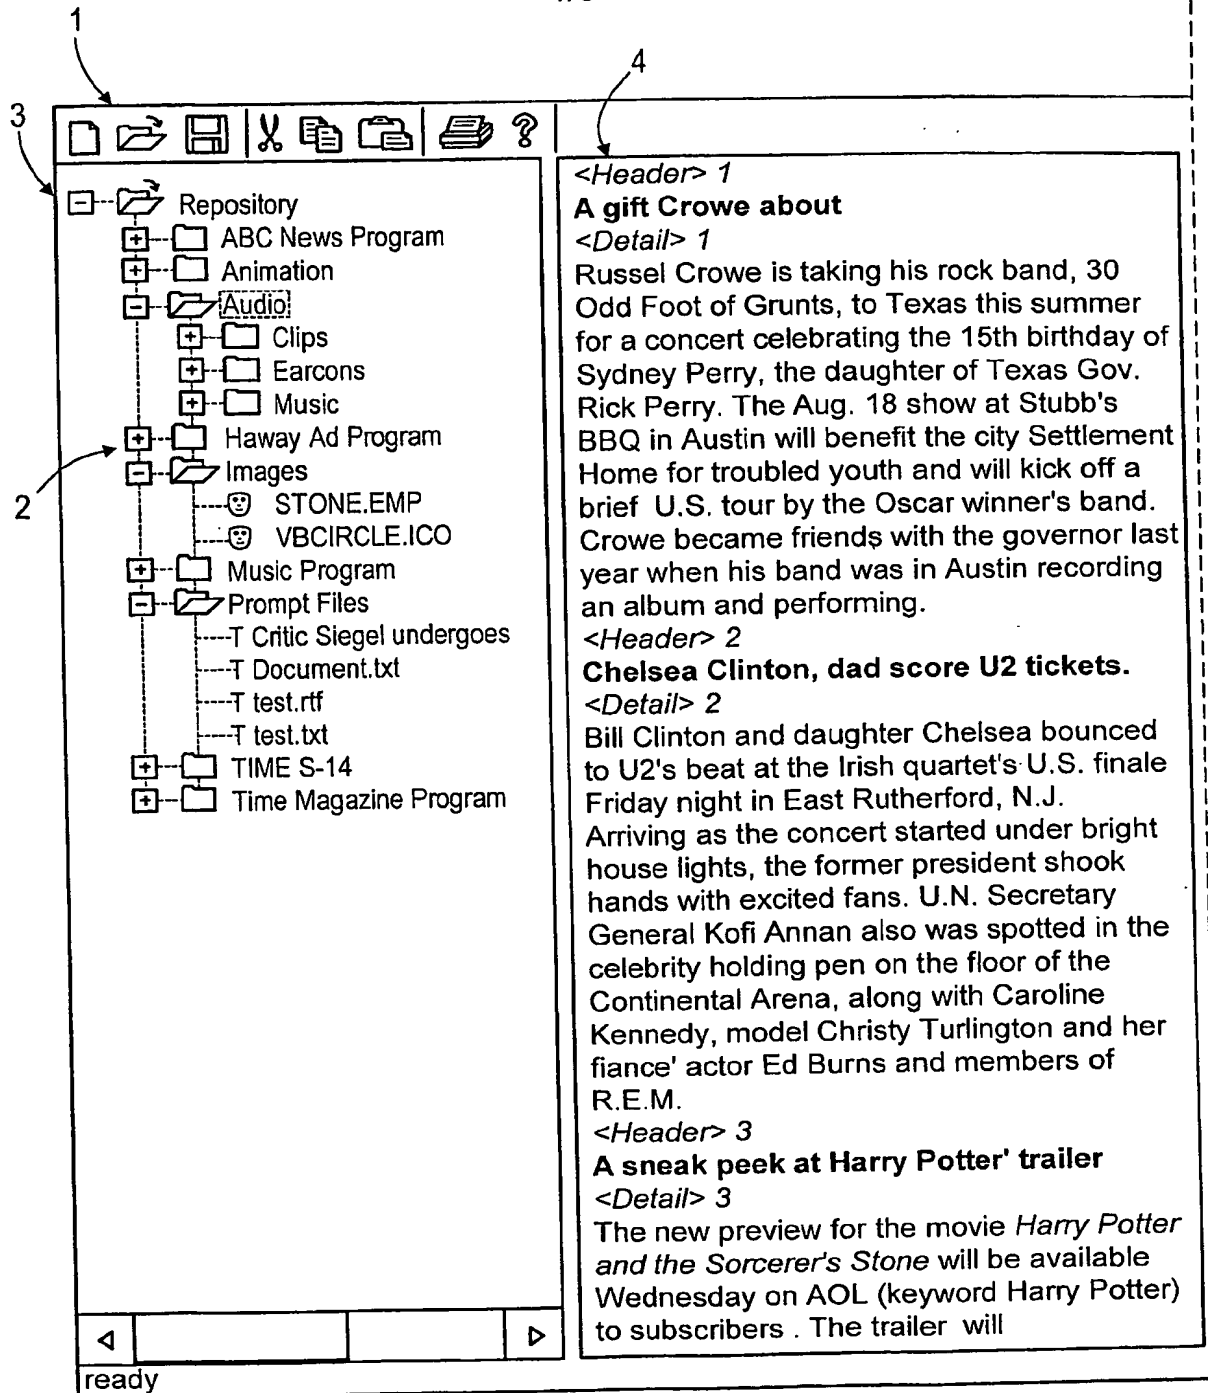 1
4
3
?
Repository
ABC News Program
Animation
Audio
Clips
Earcons
Music
Haway Ad Program
Images
2
STONE.EMP
VBCIRCLE.ICO
Music Program
Prompt Files
T Critic Siegel undergoes
T Document.txt
T test.rtf
T test.txt
TIME S-14
Time Magazine Program
ready
<Header> 1
A gift Crowe about
<Detail> 1
Russel Crowe is taking his rock band, 30
Odd Foot of Grunts, to Texas this summer
for a concert celebrating the 15th birthday of
Sydney Perry, the daughter of Texas Gov.
Rick Perry. The Aug. 18 show at Stubb's
BBQ in Austin will benefit the city Settlement
Home for troubled youth and will kick off a
brief U.S. tour by the Oscar winner's band.
Crowe became friends with the governor last
year when his band was in Austin recording
an album and performing.
<Header> 2
Chelsea Clinton, dad score U2 tickets.
<Detail> 2
Bill Clinton and daughter Chelsea bounced
to U2's beat at the Irish quartet's U.S. finale
Friday night in East Rutherford, N.J.
Arriving as the concert started under bright
house lights, the former president shook
hands with excited fans. U.N. Secretary
General Kofi Annan also was spotted in the
celebrity holding pen on the floor of the
Continental Arena, along with Caroline
Kennedy, model Christy Turlington and her
fiance' actor Ed Burns and members of
R.E.M.
<Header> 3
A sneak peek at Harry Potter' trailer
<Detail> 3
The new preview for the movie Harry Potter
and the Sorcerer's Stone will be available
Wednesday on AOL (keyword Harry Potter)
to subscribers . The trailer will